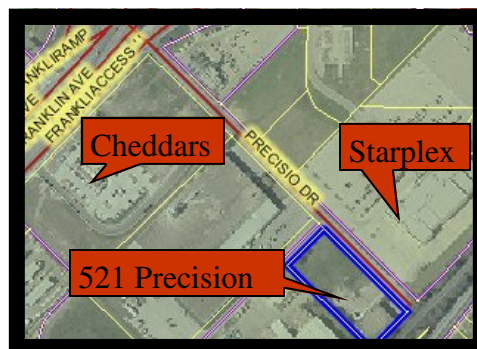 FRANKLIRAMP
FRANKLIN AVE
FRANKLIACCESS
Cheddars
PRECISIO DR
Starplex
521 Precision